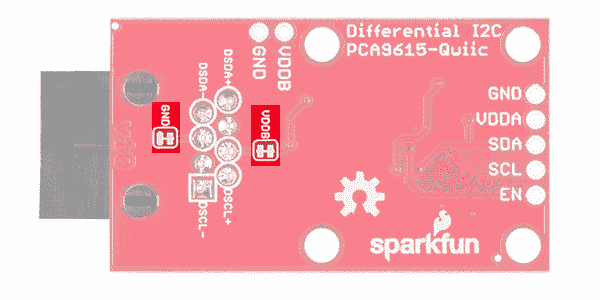 Differential I2C
PCA9615-Qwiic
GND
VDDB
DSDA-
DSDA+
GND
VDDB
DSCL-
DSCL+
GND
VDDA
SDA
SCL
EN
sparkfun